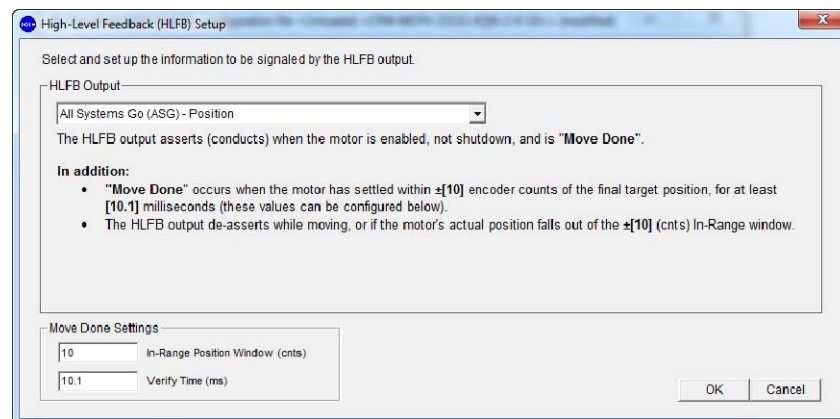 High-Level Feedback (HLFB) Setup
Select and set up the information to be signaled by the HLFB output.
HLFB Output
All Systems Go (ASG) - Position
The HLFB output asserts (conducts) when the motor is enabled, not shutdown, and is "Move Done".
In addition:
• "Move Done" occurs when the motor has settled within ±[10] encoder counts of the final target position, for at least
[10.1] milliseconds (these values can be configured below).
• The HLFB output de-asserts while moving, or if the motor's actual position falls out of the ±[10] (cnts) In-Range window.
Move Done Settings
10 In-Range Position Window (cnts)
10.1 Verify Time (ms)
OK Cancel